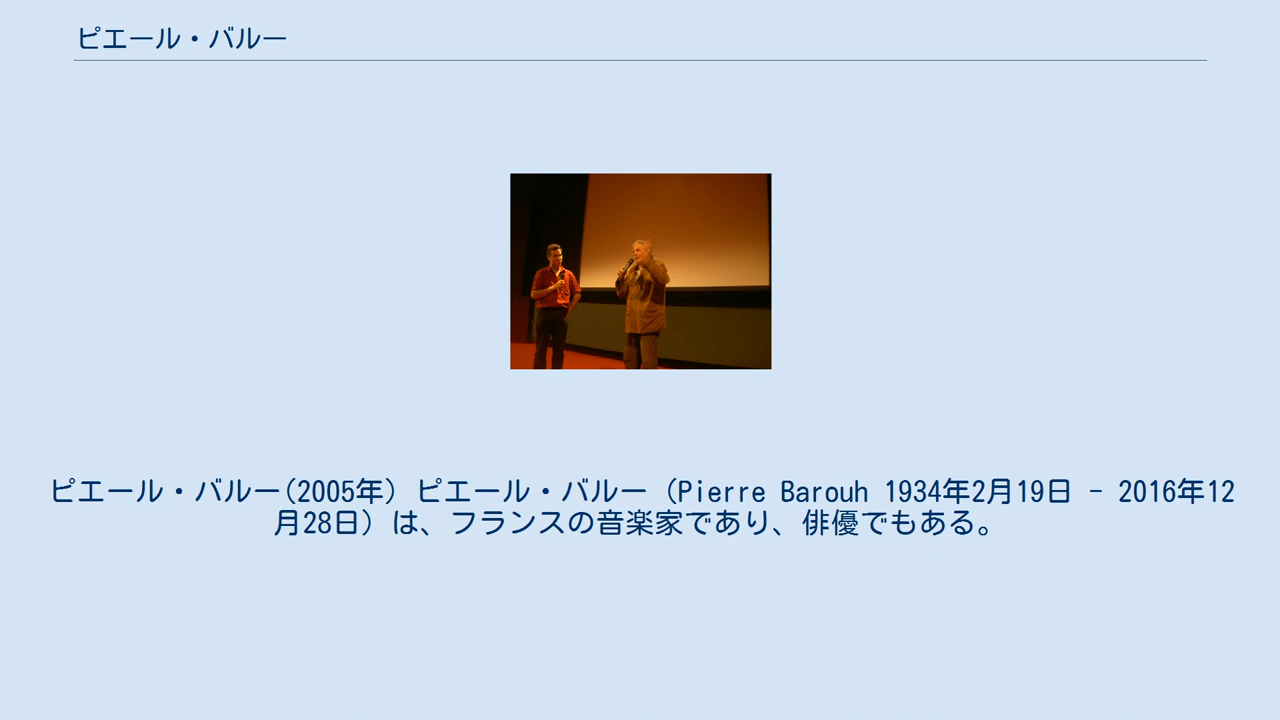 ピエール・バルー
ピエール・バルー(2005年) ピエール・バルー (Pierre Barouh 1934年2月19日 - 2016年12
月28日) は、フランスの音楽家であり、俳優でもある。